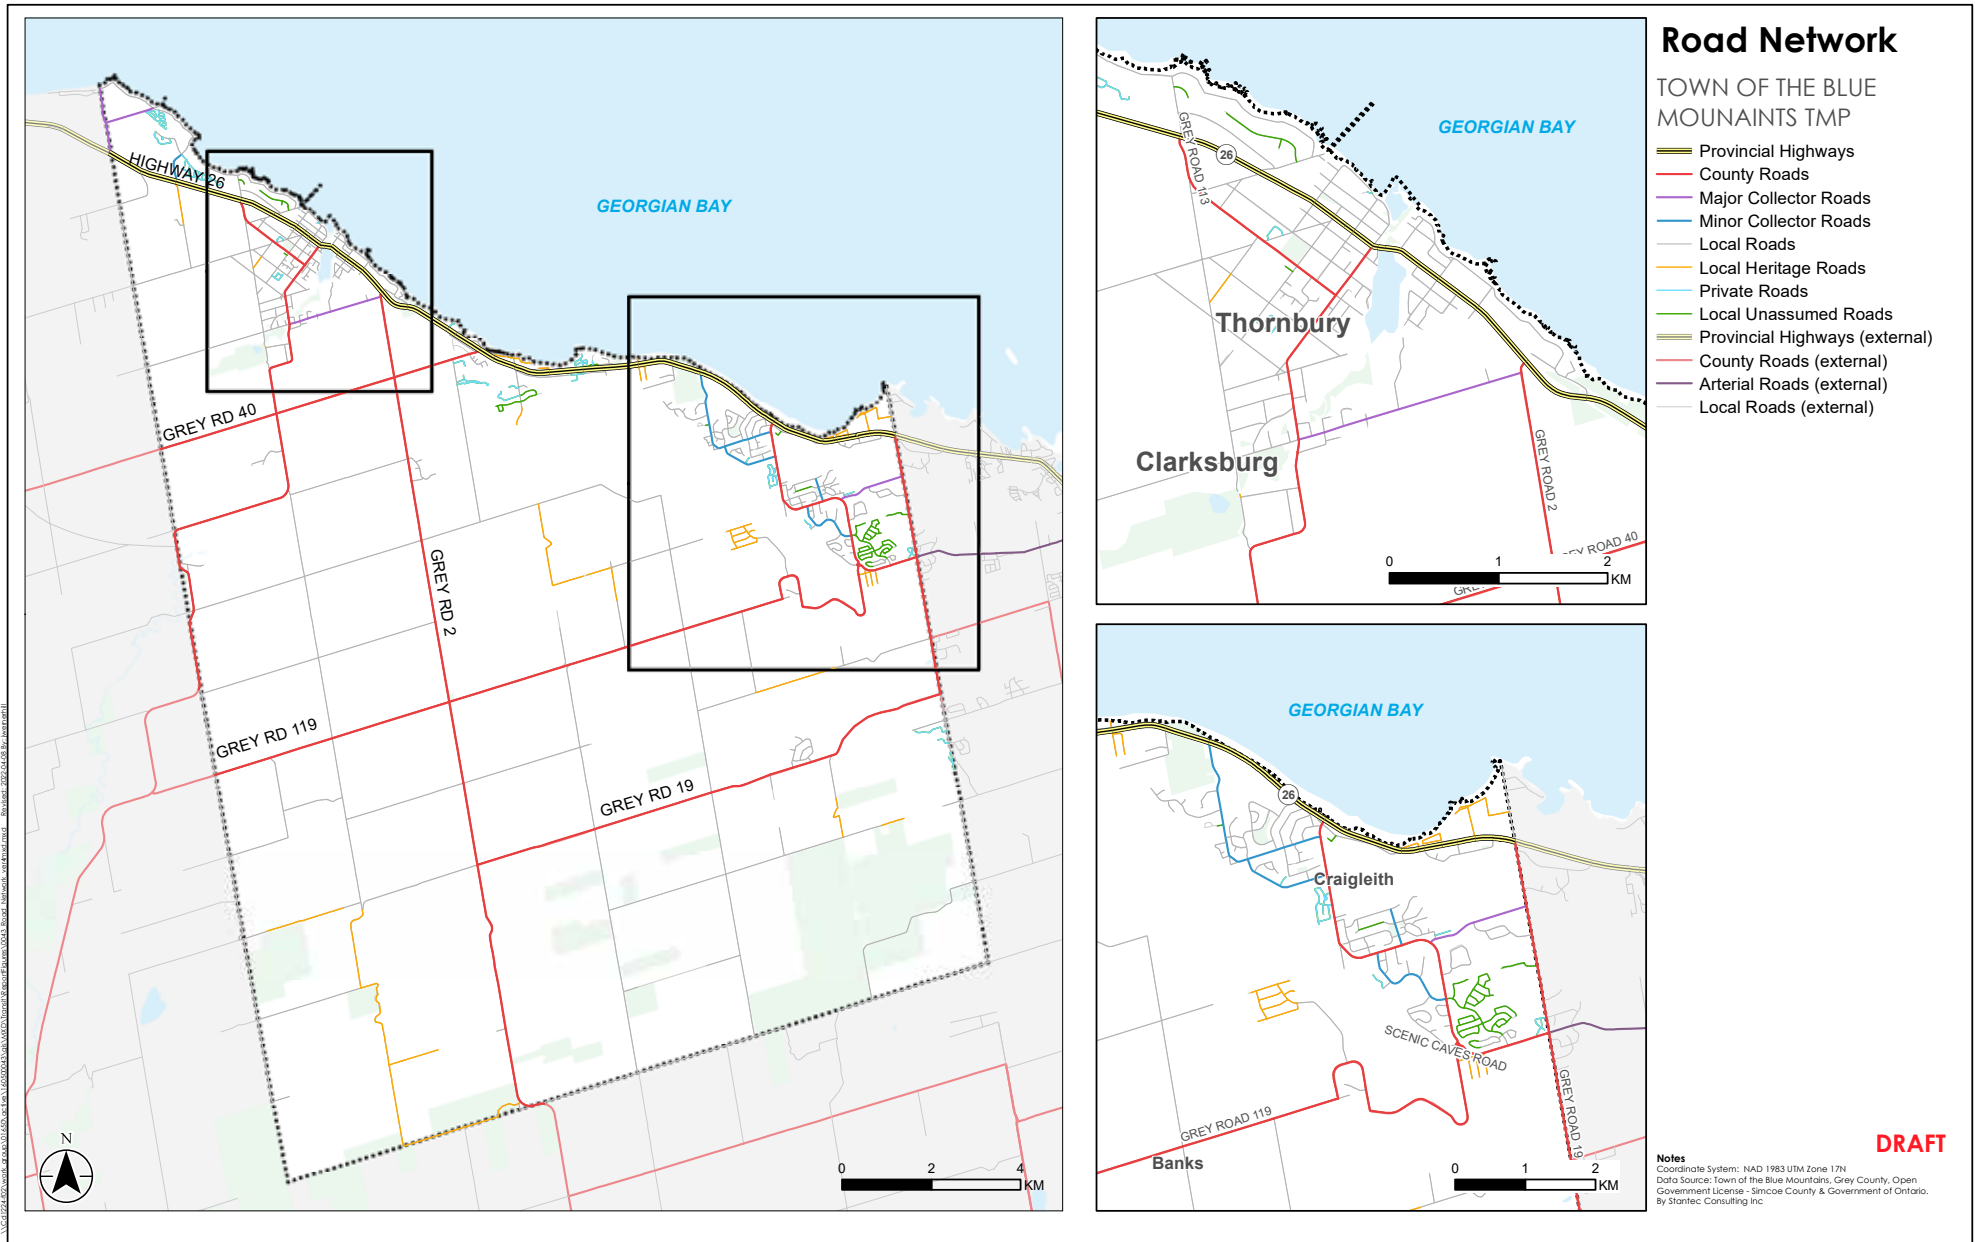 Road Network
TOWN OF THE BLUE
MOUNAINTS TMP
Provincial Highways
County Roads
Major Collector Roads
Minor Collector Roads
Local Roads
Local Heritage Roads
Private Roads
Local Unassumed Roads
Provincial Highways (external)
County Roads (external)
Arterial Roads (external)
Local Roads (external)
HIGHWAY 26
GEORGIAN BAY
GREY RD 40
GREY RD 2
GREY RD 119
GREY RD 19
N
0 2 4
KM
GEORGIAN BAY
GREY ROAD 113
26
Thornbury
Clarksburg
GREY ROAD 2
GREY ROAD 40
0 1 2
KM
GEORGIAN BAY
26
Craigleith
SCENIC CAVES ROAD
GREY ROAD 119
GREY ROAD 19
Banks
0 1 2
KM
DRAFT
Notes
Coordinate System: NAD 1983 UTM Zone 17N
Data Source: Town of the Blue Mountains, Grey County, Open
Government License - Simcoe County & Government of Ontario.
By Stantec Consulting Inc